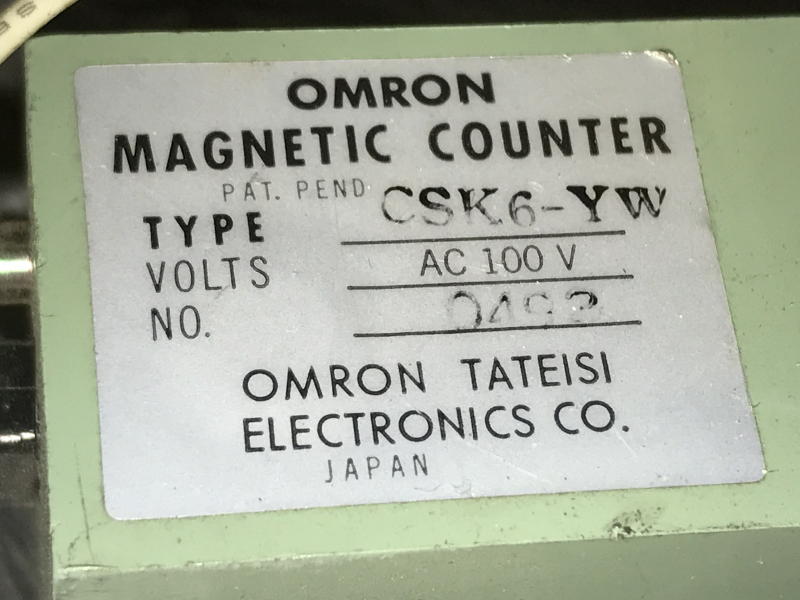 OMRON
MAGNETIC COUNTER
PAT. PEND
TYPE CSK6-YW
VOLTS AC 100 V
NO.
OMRON TATEISI
ELECTRONICS CO.
JAPAN